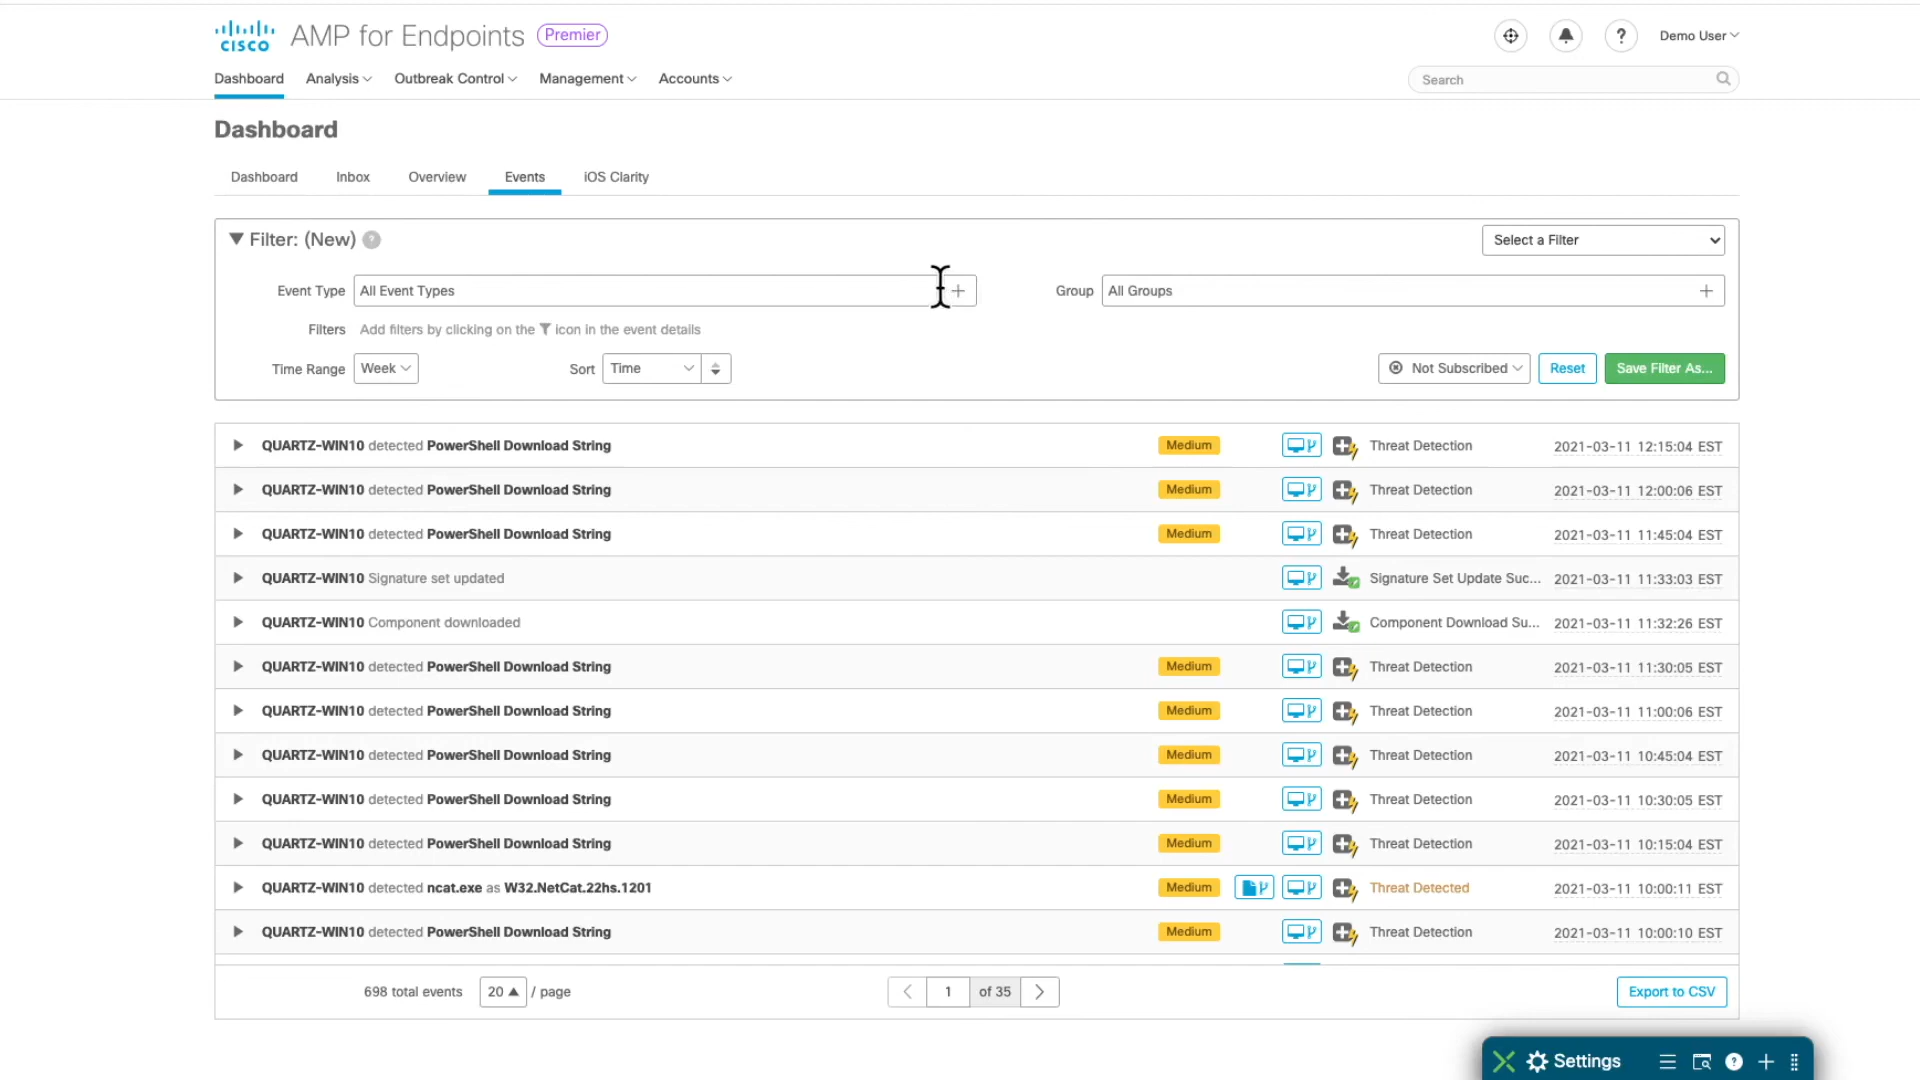 CISCO AMP for Endpoints Premier
? Demo User
Dashboard Analysis Outbreak Control Management Accounts
Search
Dashboard
Dashboard Inbox Overview Events iOS Clarity
Filter: (New) ?
Select a Filter
Event Type All Event Types +
Group All Groups +
Filters Add filters by clicking on the icon in the event details
Time Range Week Sort Time
Not Subscribed Reset Save Filter As...
QUARTZ-WIN10 detected PowerShell Download String Medium Threat Detection 2021-03-11 12:15:04 EST
QUARTZ-WIN10 detected PowerShell Download String Medium Threat Detection 2021-03-11 12:00:06 EST
QUARTZ-WIN10 detected PowerShell Download String Medium Threat Detection 2021-03-11 11:45:04 EST
QUARTZ-WIN10 Signature set updated Signature Set Update Suc... 2021-03-11 11:33:03 EST
QUARTZ-WIN10 Component downloaded Component Download Su... 2021-03-11 11:32:26 EST
QUARTZ-WIN10 detected PowerShell Download String Medium Threat Detection 2021-03-11 11:30:05 EST
QUARTZ-WIN10 detected PowerShell Download String Medium Threat Detection 2021-03-11 11:00:06 EST
QUARTZ-WIN10 detected PowerShell Download String Medium Threat Detection 2021-03-11 10:45:04 EST
QUARTZ-WIN10 detected PowerShell Download String Medium Threat Detection 2021-03-11 10:30:05 EST
QUARTZ-WIN10 detected PowerShell Download String Medium Threat Detection 2021-03-11 10:15:04 EST
QUARTZ-WIN10 detected ncat.exe as W32.NetCat.22hs.1201 Medium Threat Detected 2021-03-11 10:00:11 EST
QUARTZ-WIN10 detected PowerShell Download String Medium Threat Detection 2021-03-11 10:00:10 EST
698 total events 20 / page
1 of 35
Export to CSV
Settings ? +